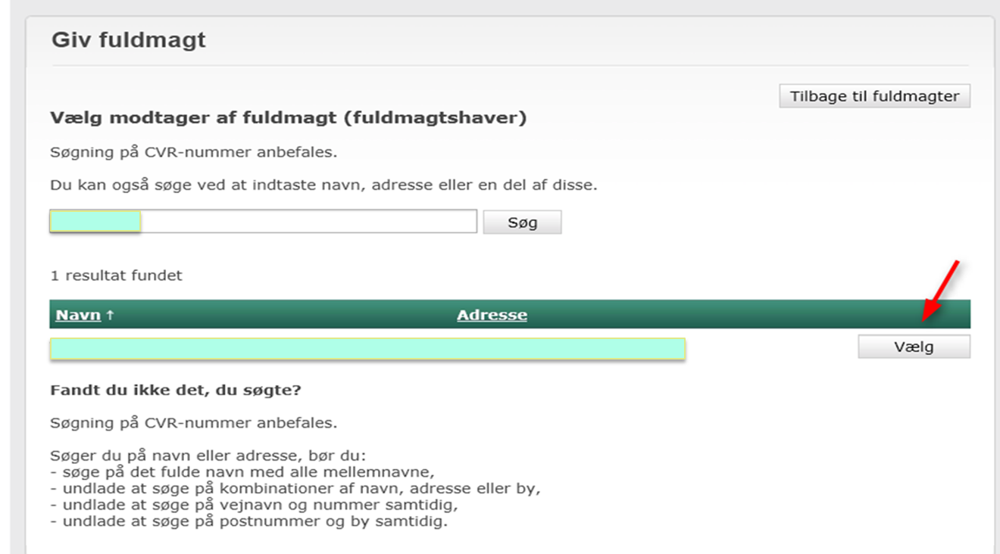 Giv fuldmagt
Tilbage til fuldmagter
Vælg modtager af fuldmagt (fuldmagtshaver)
Søgning på CVR-nummer anbefales.
Du kan også søge ved at indtaste navn, adresse eller en del af disse.
Søg
1 resultat fundet
Navn ↑ Adresse
Vælg
Fandt du ikke det, du søgte?
Søgning på CVR-nummer anbefales.
Søger du på navn eller adresse, bør du:
- søge på det fulde navn med alle mellemnavne,
- undlade at søge på kombinationer af navn, adresse eller by,
- undlade at søge på vejnavn og nummer samtidig,
- undlade at søge på postnummer og by samtidig.